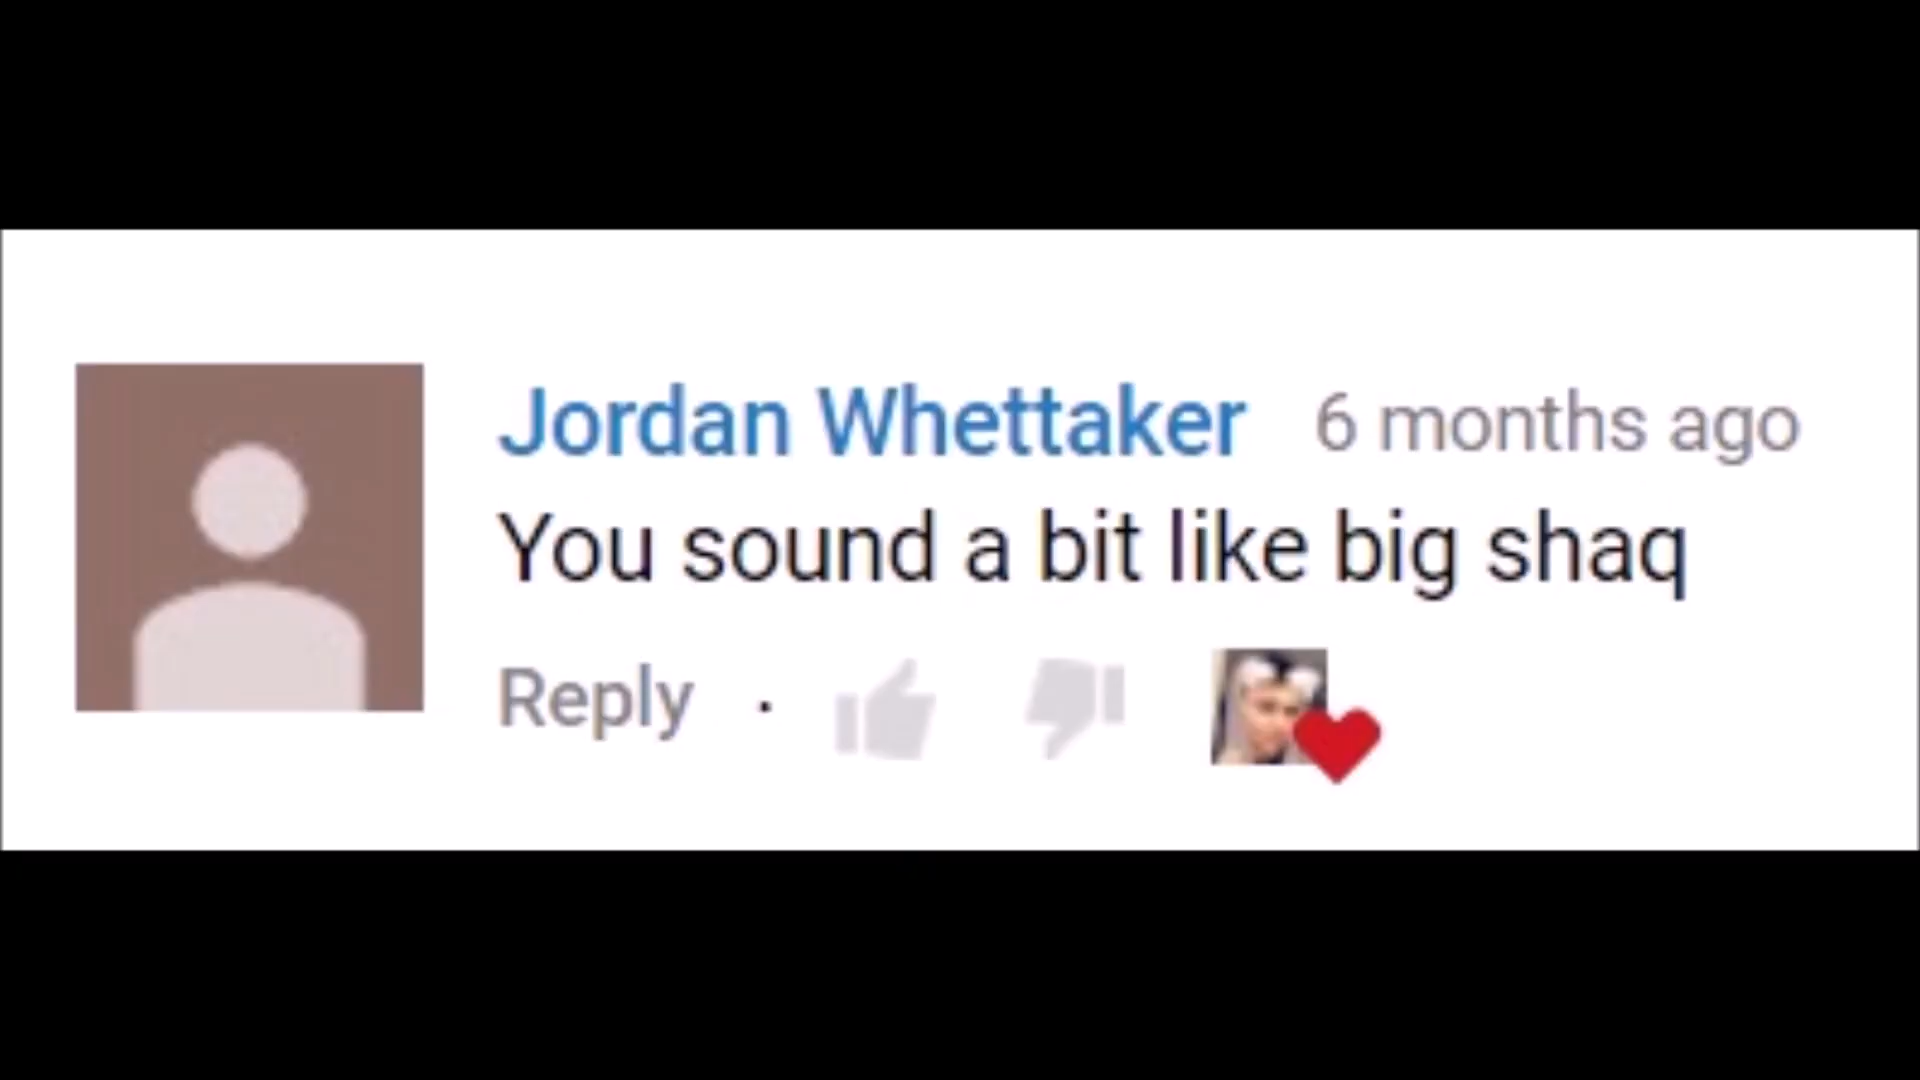 Jordan Whettaker 6 months ago
You sound a bit like big shaq
Reply ·